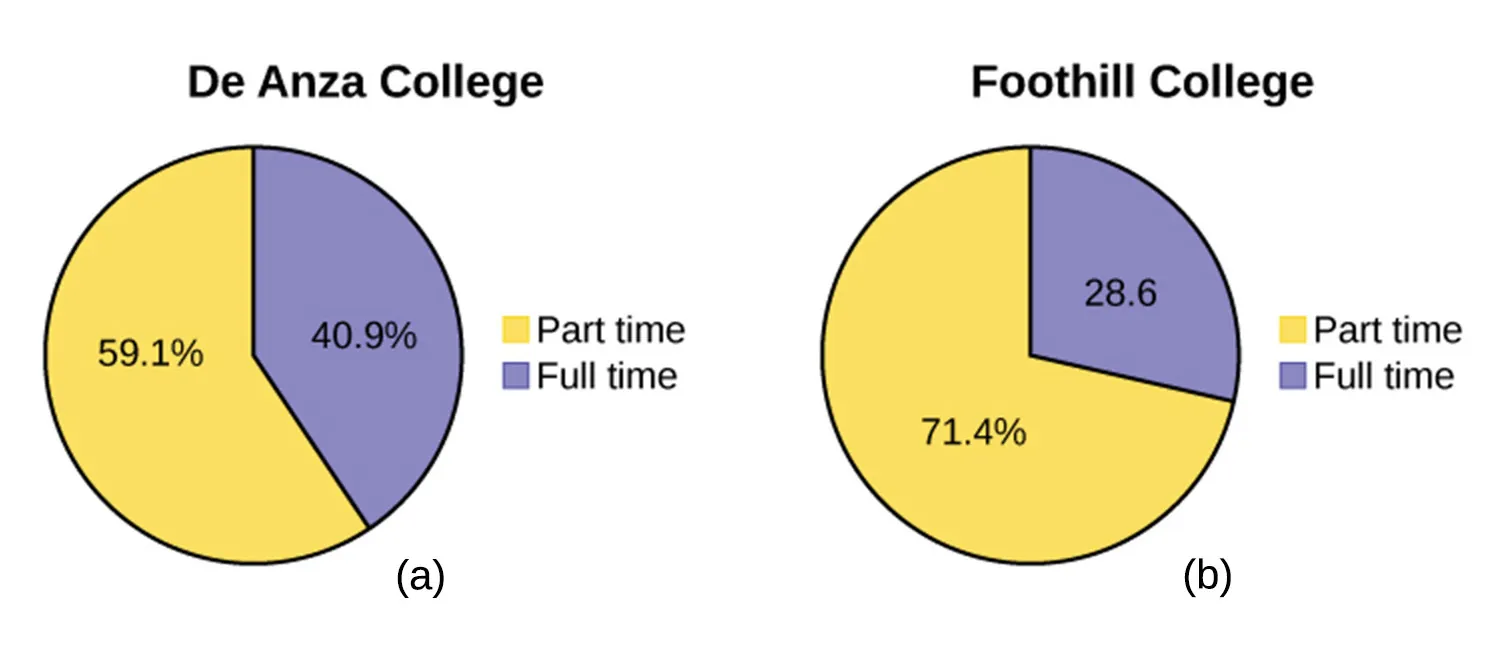 De Anza College
59.1%
40.9%
Part time
Full time
(a)
Foothill College
28.6
71.4%
Part time
Full time
(b)